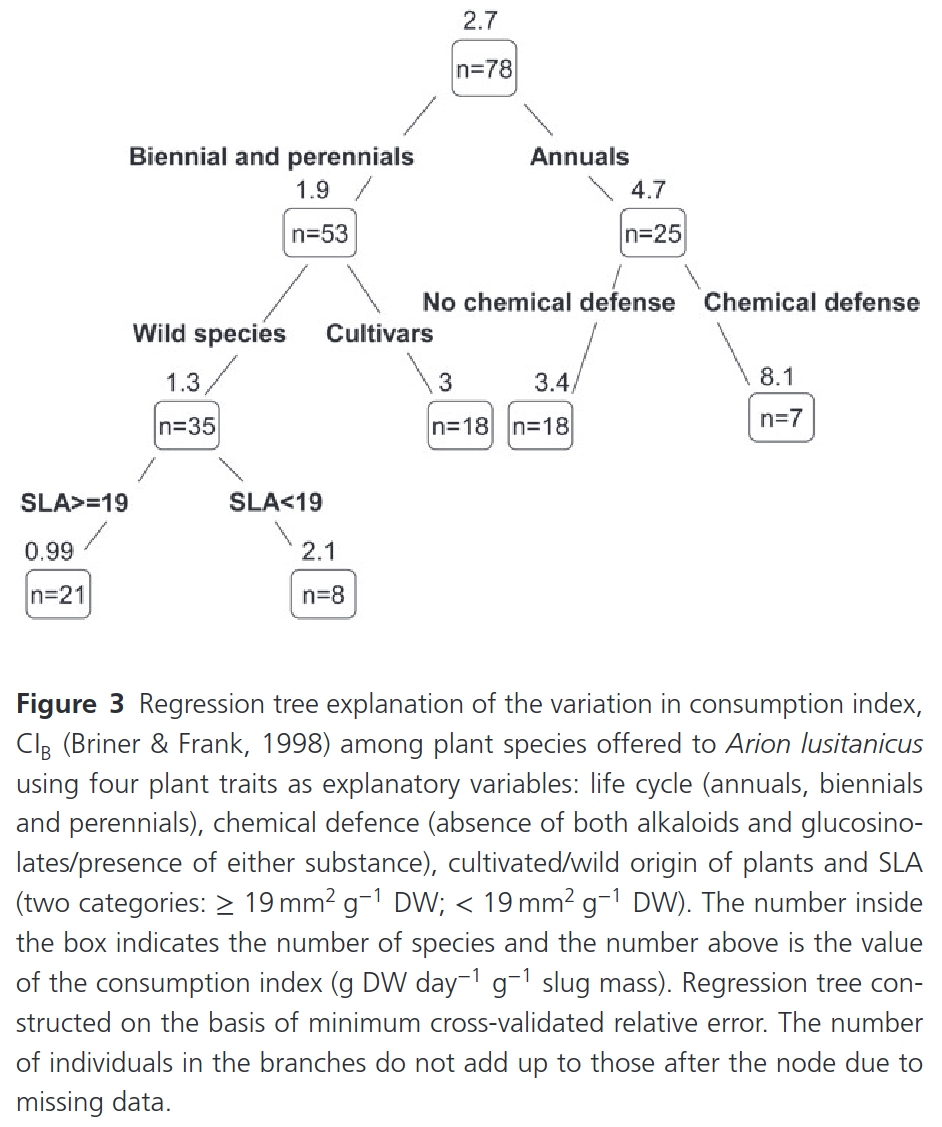 2.7
n=78
Biennial and perennials
Annuals
1.9
4.7
n=53
n=25
No chemical defense
Chemical defense
Wild species
Cultivars
1.3
3
3.4
8.1
n=35
n=18
n=18
n=7
SLA>=19
SLA<19
0.99
2.1
n=21
n=8
Figure 3 Regression tree explanation of the variation in consumption index,
CI_B (Briner & Frank, 1998) among plant species offered to Arion lusitanicus
using four plant traits as explanatory variables: life cycle (annuals, biennials
and perennials), chemical defence (absence of both alkaloids and glucosino-
lates/presence of either substance), cultivated/wild origin of plants and SLA
(two categories: ≥ 19 mm² g⁻¹ DW; < 19 mm² g⁻¹ DW). The number inside
the box indicates the number of species and the number above is the value
of the consumption index (g DW day⁻¹ g⁻¹ slug mass). Regression tree con-
structed on the basis of minimum cross-validated relative error. The number
of individuals in the branches do not add up to those after the node due to
missing data.